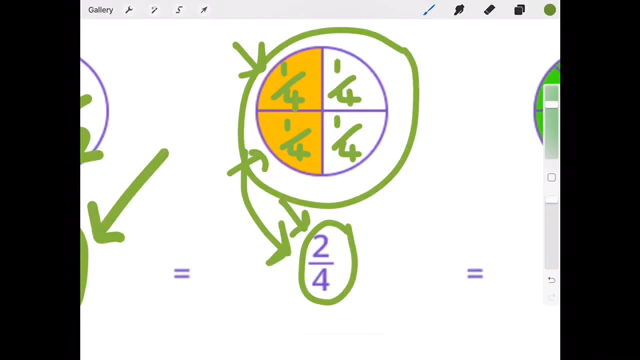 Gallery
1/4 1/4
1/4 1/4
= 2/4 =